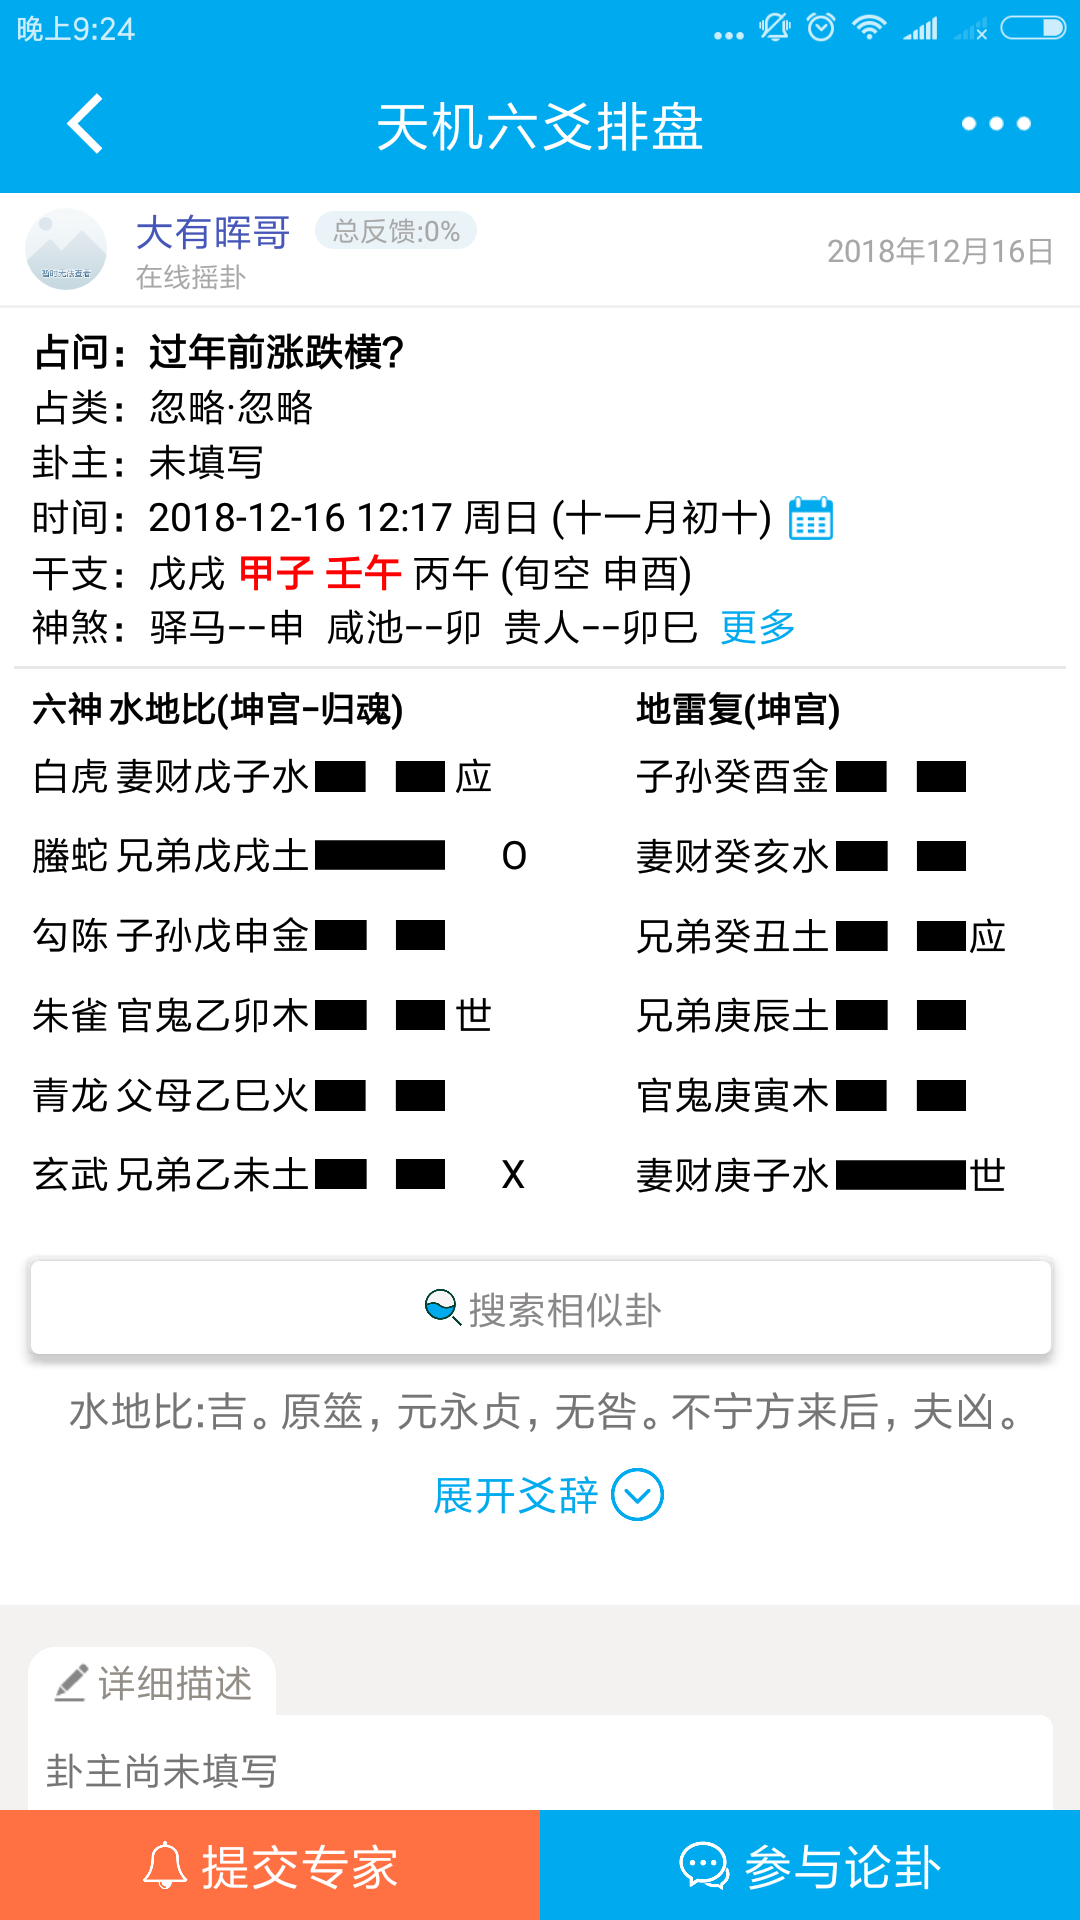 晚上9:24
天机六爻排盘
大有晖哥 总反馈:0%
在线摇卦
2018年12月16日
暂时无法查看
占问：过年前涨跌横?
占类：忽略·忽略
卦主：未填写
时间：2018-12-16 12:17 周日 (十一月初十)
干支：戊戌 甲子 壬午 丙午 (旬空 申酉)
神煞：驿马--申 咸池--卯 贵人--卯巳 更多
六神 水地比(坤宫-归魂) 地雷复(坤宫)
白虎 妻财戊子水 应 子孙癸酉金
螣蛇 兄弟戊戌土 O 妻财癸亥水
勾陈 子孙戊申金 兄弟癸丑土 应
朱雀 官鬼乙卯木 世 兄弟庚辰土
青龙 父母乙巳火 官鬼庚寅木
玄武 兄弟乙未土 X 妻财庚子水 世
搜索相似卦
水地比:吉。原筮，元永贞，无咎。不宁方来后，夫凶。
展开爻辞
详细描述
卦主尚未填写
提交专家 参与论卦